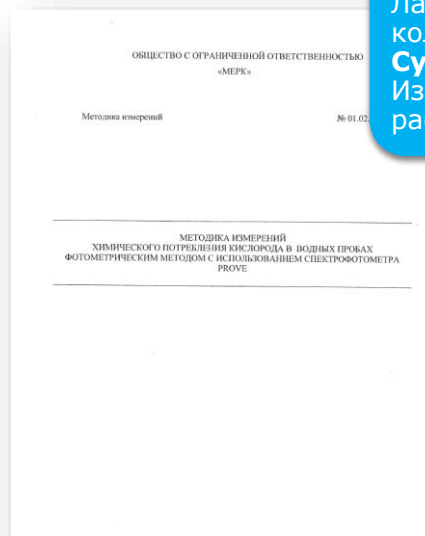 ОБЩЕСТВО С ОГРАНИЧЕННОЙ ОТВЕТСТВЕННОСТЬЮ
«МЕРК»
Методика измерений № 01.02.
МЕТОДИКА ИЗМЕРЕНИЙ
ХИМИЧЕСКОГО ПОТРЕБЛЕНИЯ КИСЛОРОДА В ВОДНЫХ ПРОБАХ
ФОТОМЕТРИЧЕСКИМ МЕТОДОМ С ИСПОЛЬЗОВАНИЕМ СПЕКТРОФОТОМЕТРА
PROVE